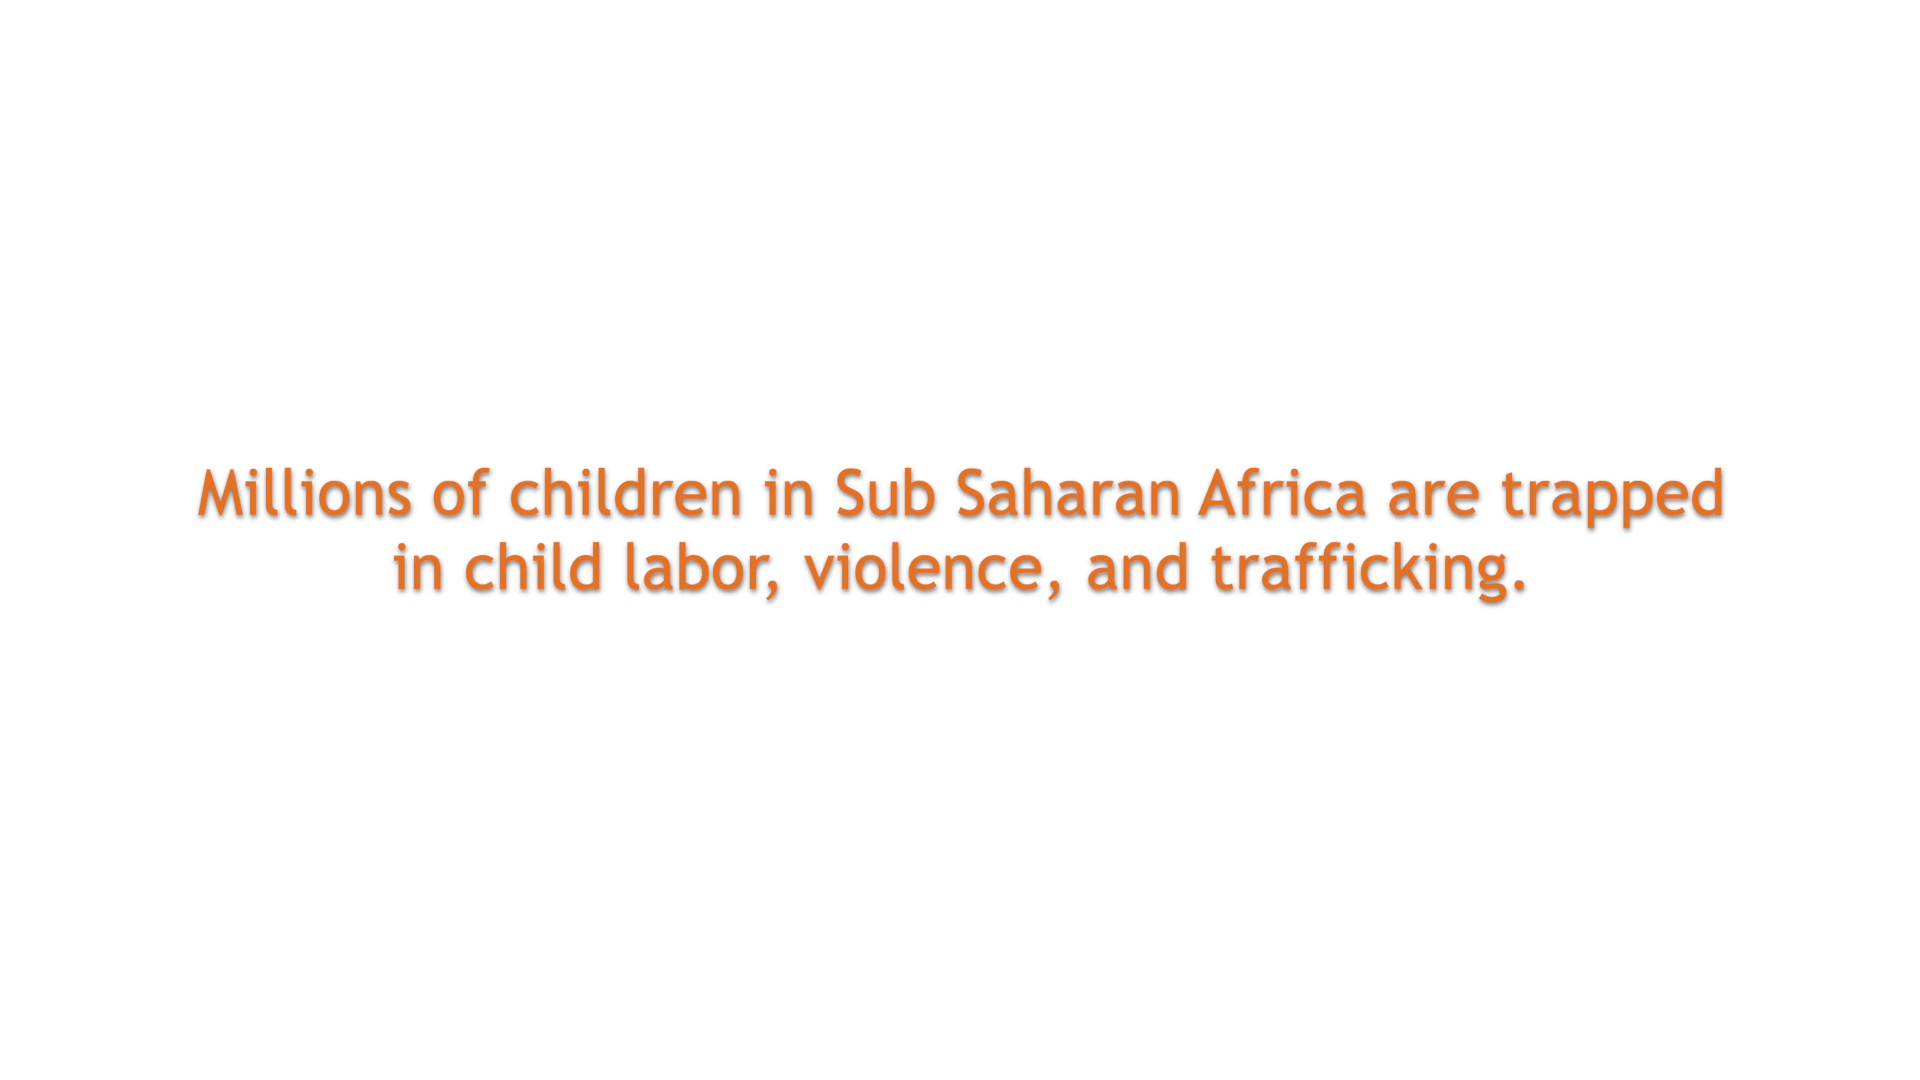 Millions of children in Sub Saharan Africa are trapped
in child labor, violence, and trafficking.